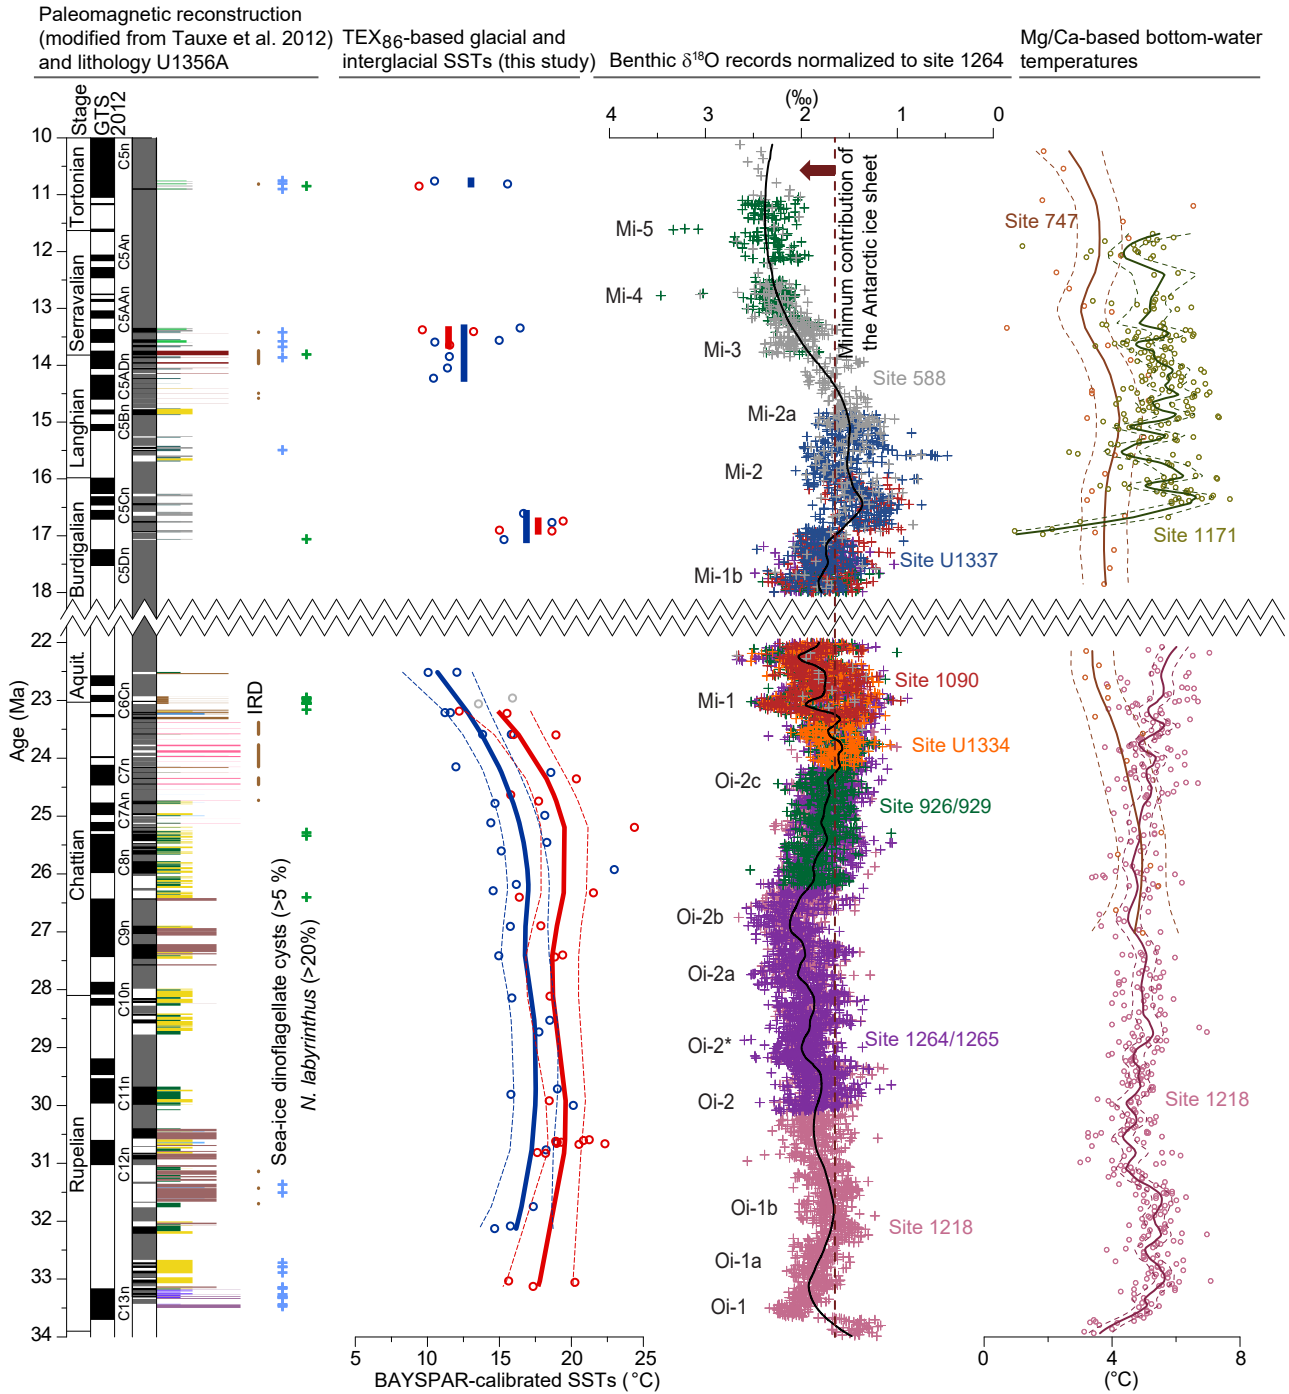 Paleomagnetic reconstruction
(modified from Tauxe et al. 2012)
and lithology U1356A
TEX86-based glacial and
interglacial SSTs (this study)
Benthic δ18O records normalized to site 1264
Mg/Ca-based bottom-water
temperatures
Stage
GTS
2012
(‰)
4
3
2
1
0
Age (Ma)
10
11
12
13
14
15
16
17
18
22
23
24
25
26
27
28
29
30
31
32
33
34
Tortonian
Serravalian
Langhian
Burdigalian
Aquit.
Chattian
Rupelian
C5n
C5An
C5AAn
C5ADn
C5Bn
C5Cn
C5Dn
C6Cn
C7n
C7An
C8n
C9n
C10n
C11n
C12n
C13n
IRD
Sea-ice dinoflagellate cysts (>5 %)
N. labyrinthus (>20%)
Mi-5
Mi-4
Mi-3
Mi-2a
Mi-2
Mi-1b
Mi-1
Oi-2c
Oi-2b
Oi-2a
Oi-2*
Oi-2
Oi-1b
Oi-1a
Oi-1
Minimum contribution of
the Antarctic ice sheet
Site 588
Site U1337
Site 1090
Site U1334
Site 926/929
Site 1264/1265
Site 1218
Site 747
Site 1171
Site 1218
5
10
15
20
25
BAYSPAR-calibrated SSTs (°C)
0
4
8
(°C)